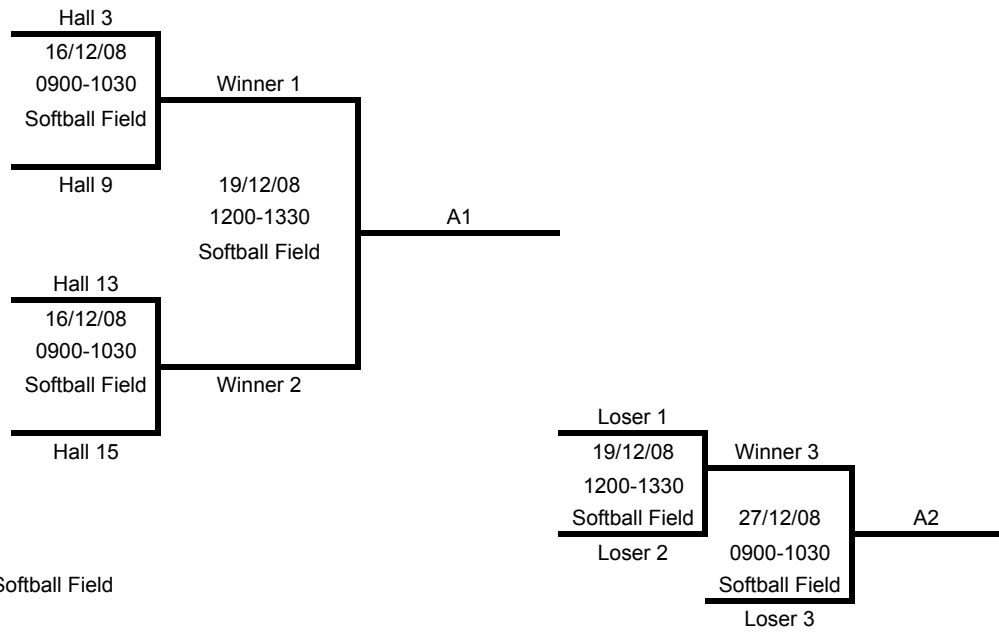 Hall 3
16/12/08
0900-1030
Softball Field
Hall 9
Winner 1
19/12/08
1200-1330
Softball Field
A1
Hall 13
16/12/08
0900-1030
Softball Field
Hall 15
Winner 2
Loser 1
19/12/08
1200-1330
Softball Field
Loser 2
Winner 3
27/12/08
0900-1030
Softball Field
Loser 3
A2
Softball Field